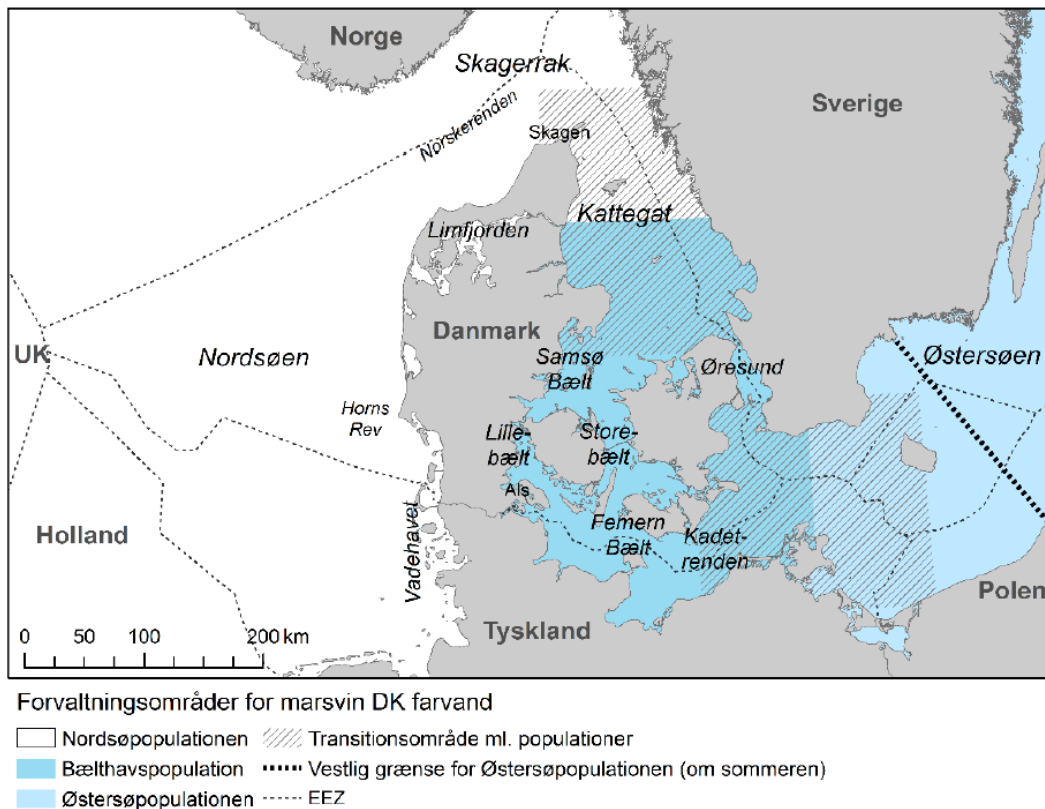 Norge
Skagerrak
Sverige
Norskerenden
Skagen
Kattegat
Limfjorden
Danmark
UK
Nordsøen
Samsø
Bælt
Øresund
Østersøen
Horns
Rev
Lille-
bælt
Store-
bælt
Als
Holland
Vadehavet
Femern
Bælt
Kadet-
renden
Polen
Tyskland
0 50 100 200 km
Forvaltningsområder for marsvin DK farvand
Nordsøpopulationen
Transitionsområde ml. populationer
Bælthavspopulation
Vestlig grænse for Østersøpopulationen (om sommeren)
Østersøpopulationen
EEZ